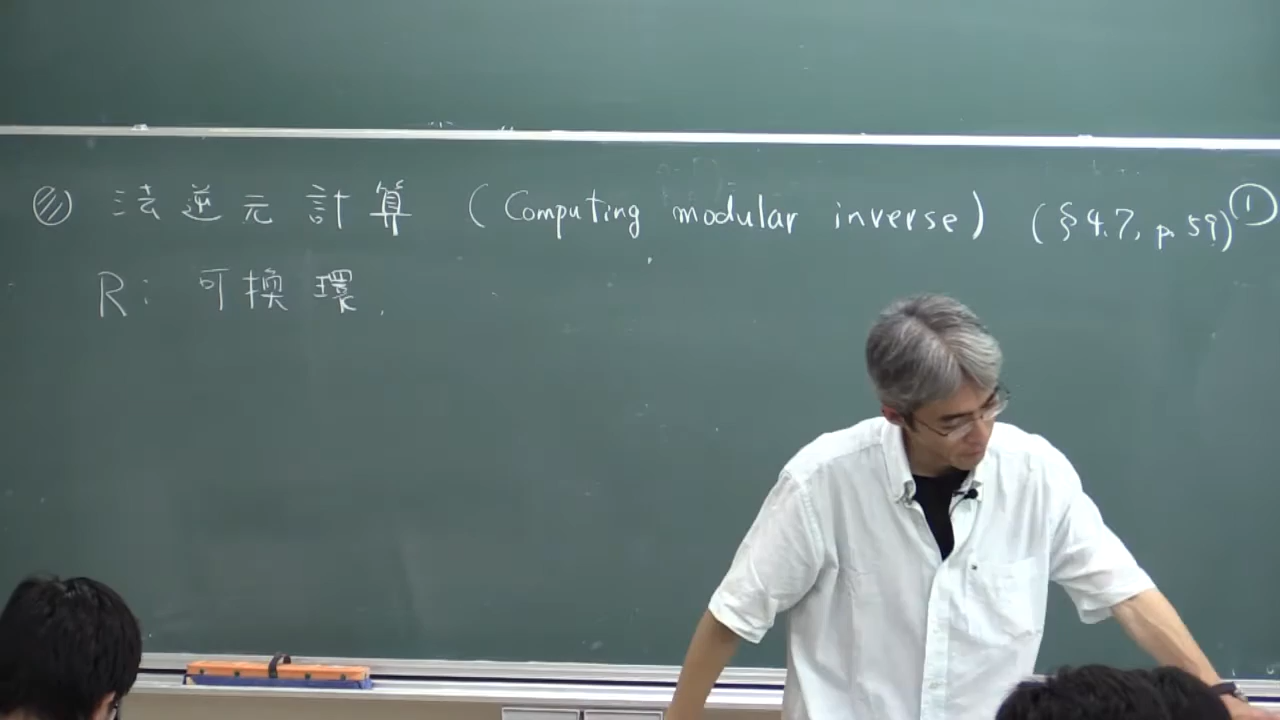 法逆元計算 (Computing modular inverse) (§4.7, p.59) ①
R: 可換環.